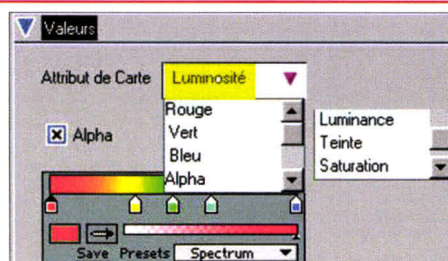 Valeurs
Attribut de Carte Luminosité
Rouge
Vert
Bleu
Alpha
Luminance
Teinte
Saturation
Alpha
Save Presets Spectrum